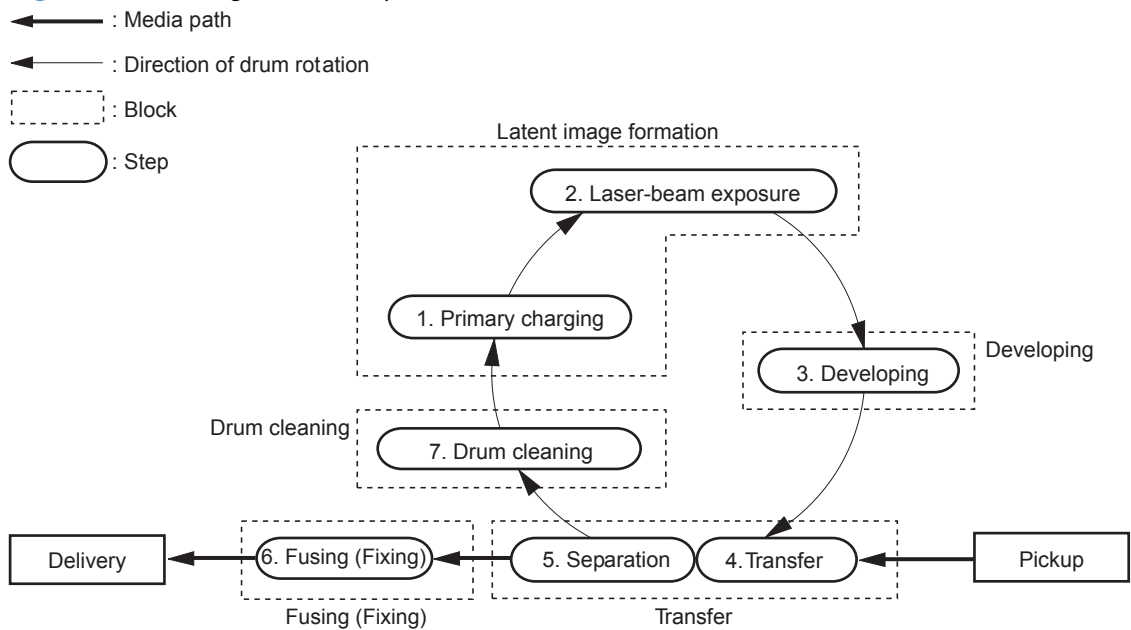 : Media path
: Direction of drum rotation
: Block
: Step
Latent image formation
2. Laser-beam exposure
1. Primary charging
Developing
3. Developing
Drum cleaning
7. Drum cleaning
Delivery
6. Fusing (Fixing)
5. Separation
4. Transfer
Pickup
Fusing (Fixing)
Transfer